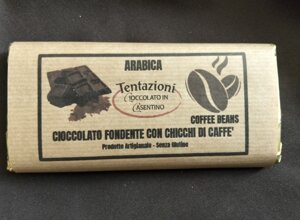 ARABICA
Tentazioni
CIOCCOLATO IN
CASENTINO
COFFEE BEANS
CIOCCOLATO FONDENTE CON CHICCHI DI CAFFE'
Prodotto Artigianale - Senza Glutine